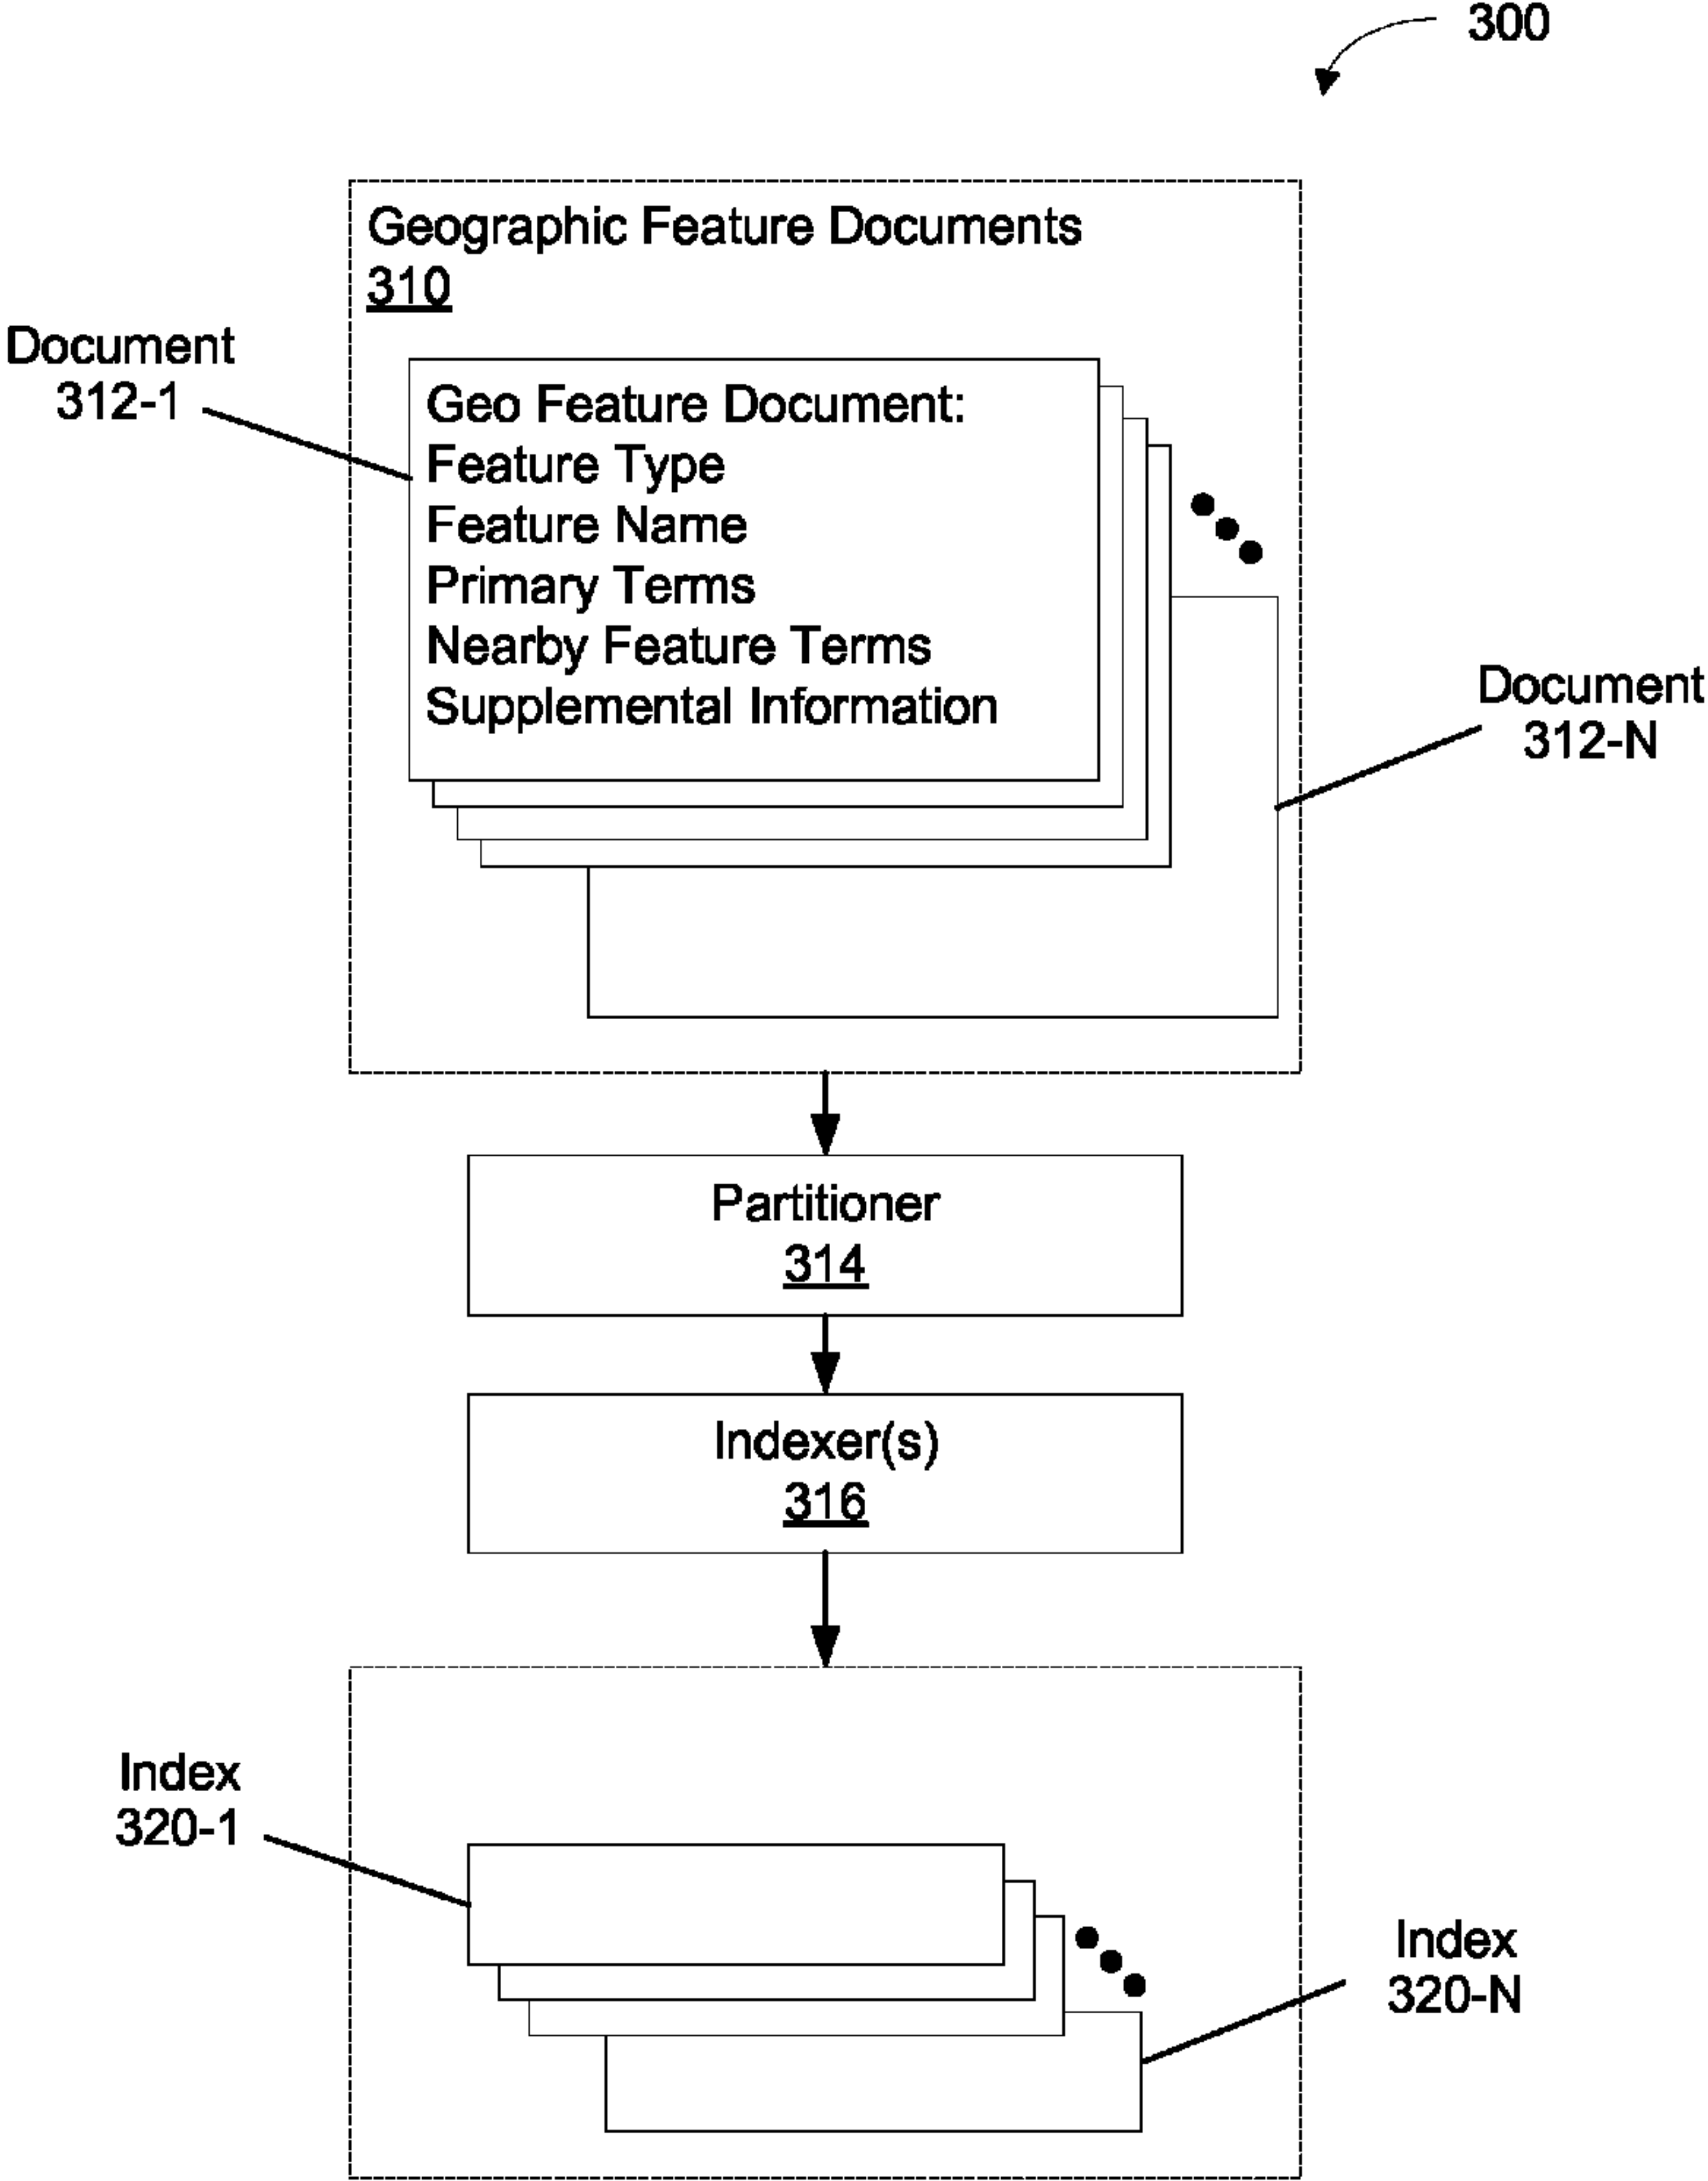 300
Geographic Feature Documents
310
Document
312-1
Geo Feature Document:
Feature Type
Feature Name
Primary Terms
Nearby Feature Terms
Supplemental Information
Document
312-N
Partitioner
314
Indexer(s)
316
Index
320-1
Index
320-N